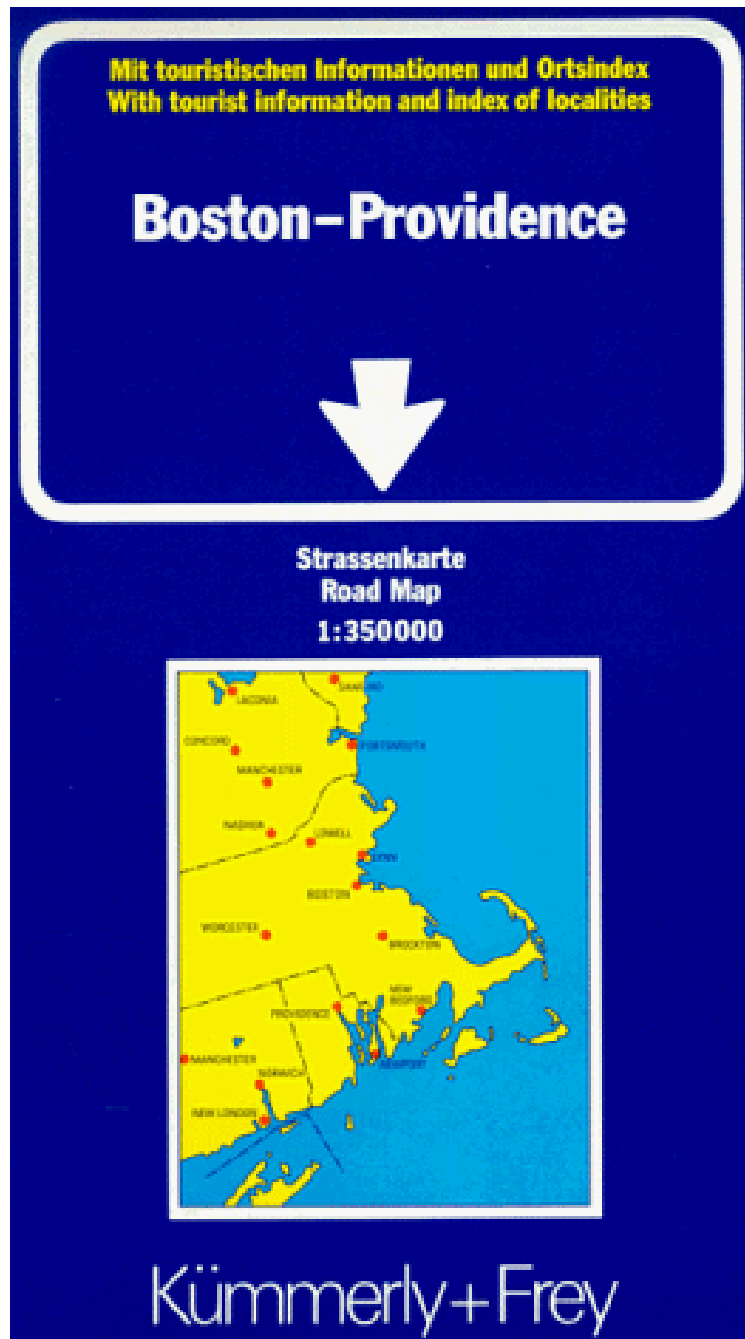 Mit touristischen Informationen und Ortsindex
With tourist information and index of localities
Boston–Providence
Strassenkarte
Road Map
1:350000
SANFORD
LACONIA
CONCORD
PORTSMOUTH
MANCHESTER
NASHUA
LOWELL
LYNN
BOSTON
WORCESTER
BROCKTON
NEW
BEDFORD
PROVIDENCE
MANCHESTER
NEWPORT
NORWICH
NEW LONDON
Kümmerly+Frey